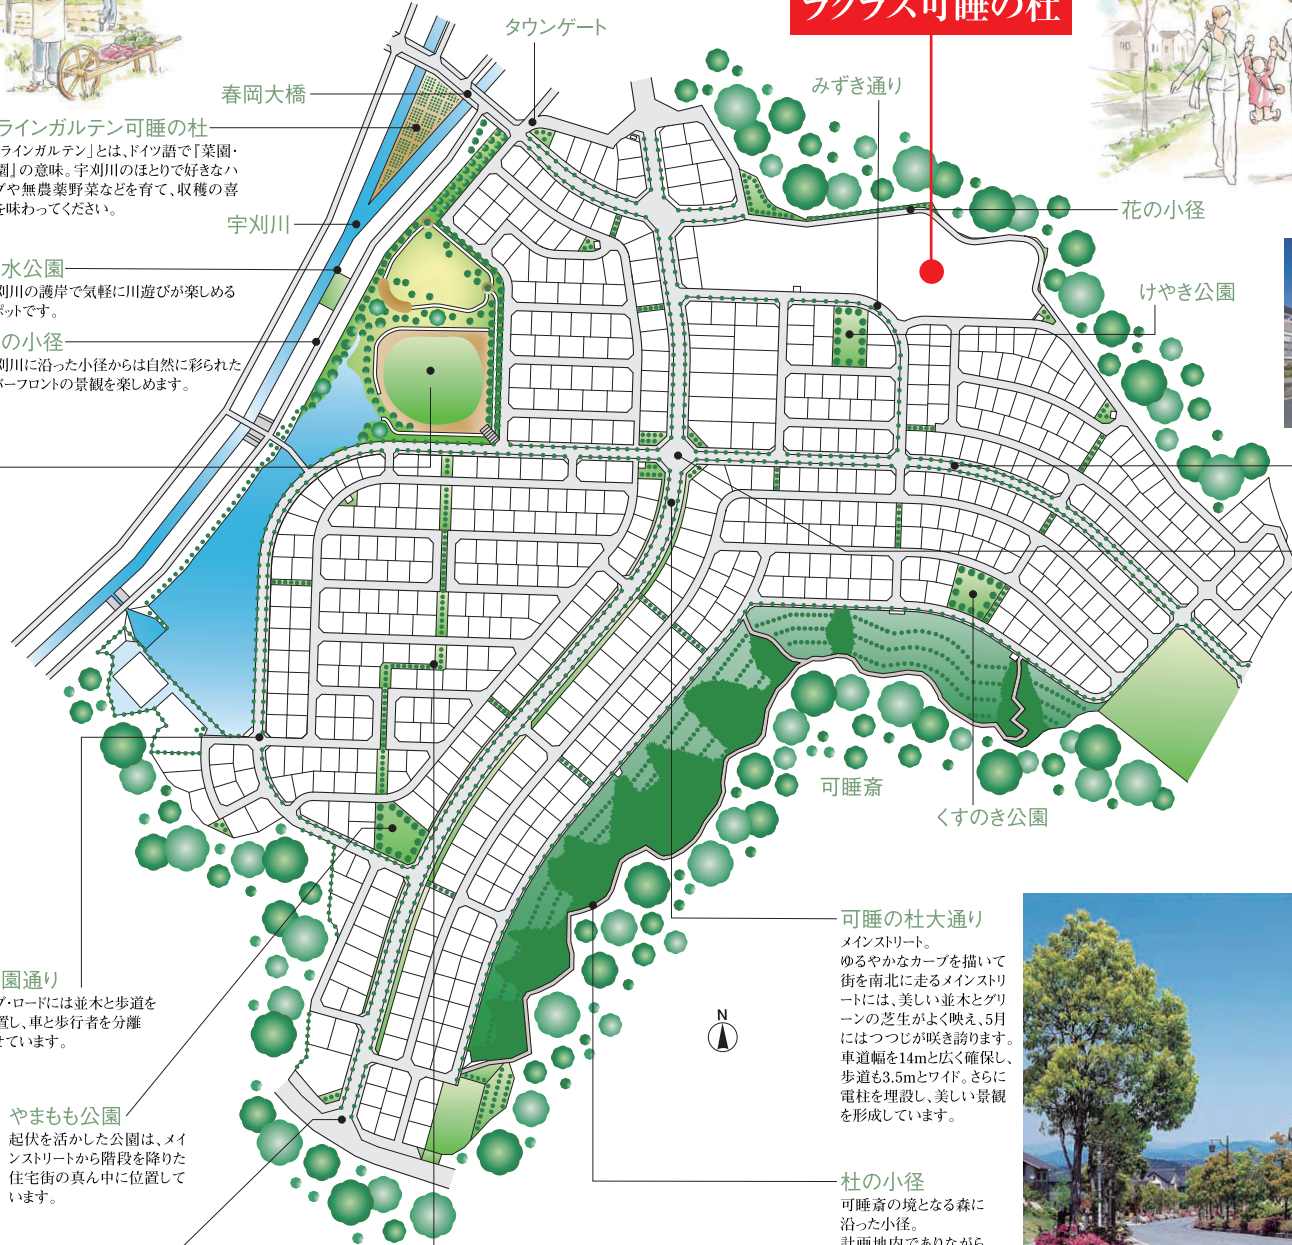 ラグラス可睡の杜
タウンゲート
春岡大橋
みずき通り
ラインガルテン可睡の杜
ラインガルテン」とは、ドイツ語で『菜園・
園』の意味。宇刈川のほとりで好きなハ
ブや無農薬野菜などを育て、収穫の喜
を味わってください。
宇刈川
花の小径
水公園
刈川の護岸で気軽に川遊びが楽しめる
ポットです。
けやき公園
の小径
刈川に沿った小径からは自然に彩られた
バーフロントの景観を楽しめます。
可睡斎
くすのき公園
園通り
プ・ロードには並木と歩道を
置し、車と歩行者を分離
せています。
やまもも公園
起伏を活かした公園は、メイ
ンストリートから階段を降りた
住宅街の真ん中に位置して
います。
N
可睡の杜大通り
メインストリート。
ゆるやかなカーブを描いて
街を南北に走るメインストリ
ートには、美しい並木とグリ
ーンの芝生がよく映え、5月
にはつつじが咲き誇ります。
車道幅を14mと広く確保し、
歩道も3.5mとワイド。さらに
電柱を埋設し、美しい景観
を形成しています。
杜の小径
可睡斎の境となる森に
沿った小径。
計画地内でありながら